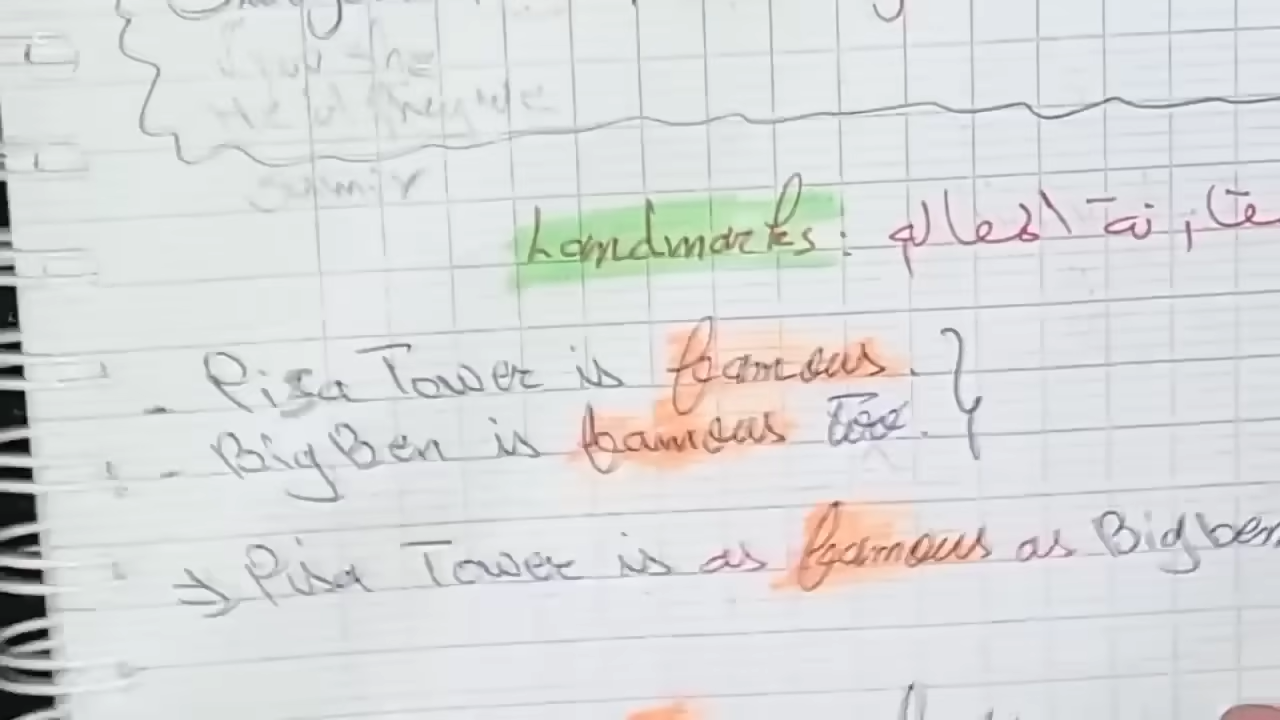 Landmarks: مقارنة المعالم
- Pisa Tower is famous. }
- Big Ben is famous too.
→ Pisa Tower is as famous as Big ben